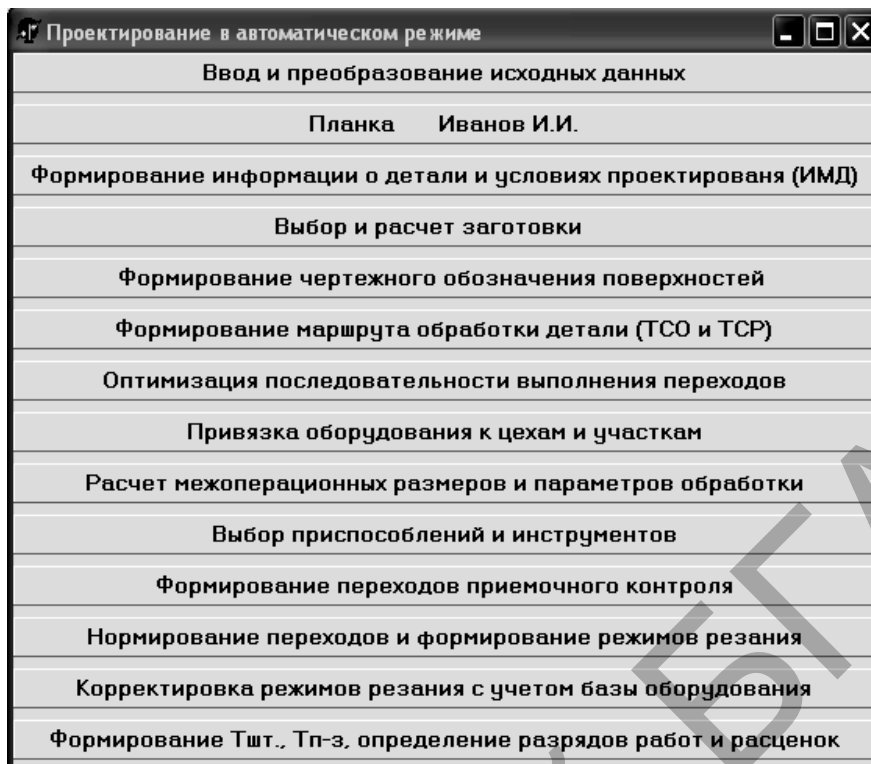 Проектирование в автоматическом режиме
Ввод и преобразование исходных данных
Планка Иванов И.И.
Формирование информации о детали и условиях проектированя (ИМД)
Выбор и расчет заготовки
Формирование чертежного обозначения поверхностей
Формирование маршрута обработки детали (ТСО и ТСР)
Оптимизация последовательности выполнения переходов
Привязка оборудования к цехам и участкам
Расчет межоперационных размеров и параметров обработки
Выбор приспособлений и инструментов
Формирование переходов приемочного контроля
Нормирование переходов и формирование режимов резания
Корректировка режимов резания с учетом базы оборудования
Формирование Тшт., Тп-з, определение разрядов работ и расценок